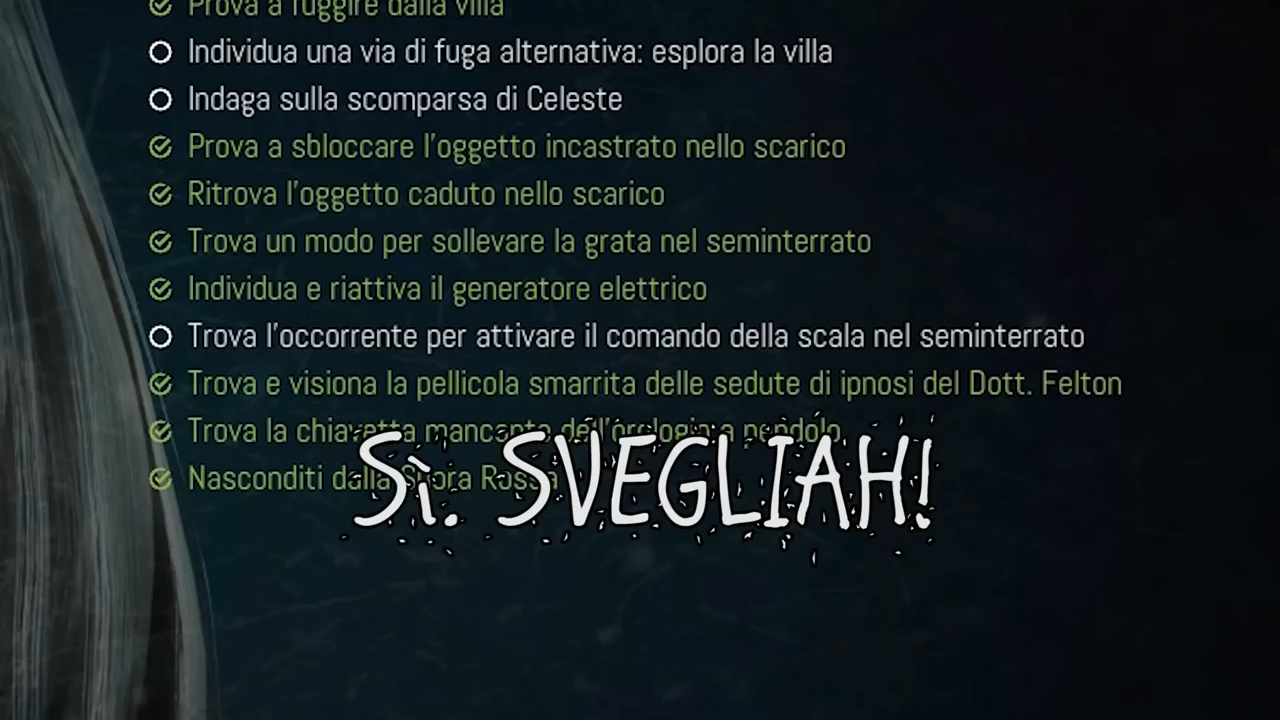 Prova a fuggire dalla villa
Individua una via di fuga alternativa: esplora la villa
Indaga sulla scomparsa di Celeste
Prova a sbloccare l'oggetto incastrato nello scarico
Ritrova l'oggetto caduto nello scarico
Trova un modo per sollevare la grata nel seminterrato
Individua e riattiva il generatore elettrico
Trova l'occorrente per attivare il comando della scala nel seminterrato
Trova e visiona la pellicola smarrita delle sedute di ipnosi del Dott. Felton
Trova la chiavetta mancante dell'orologio a pendolo
Nasconditi dalla Suora Rossa
Sì. SVEGLIAH!